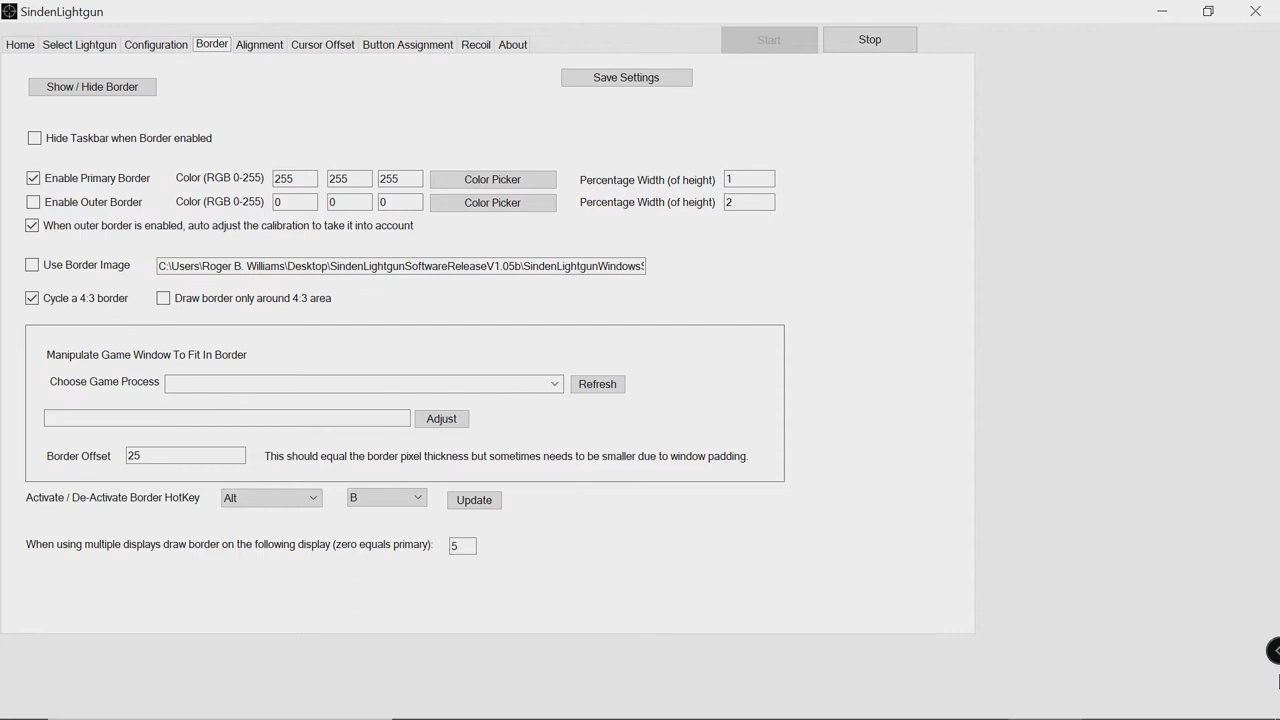 SindenLightgun
Home Select Lightgun Configuration Border Alignment Cursor Offset Button Assignment Recoil About Start Stop
Show / Hide Border Save Settings
Hide Taskbar when Border enabled
Enable Primary Border Color (RGB 0-255) 255 255 255 Color Picker Percentage Width (of height) 1
Enable Outer Border Color (RGB 0-255) 0 0 0 Color Picker Percentage Width (of height) 2
When outer border is enabled, auto adjust the calibration to take it into account
Use Border Image C:\Users\Roger B. Williams\Desktop\SindenLightgunSoftwareReleaseV1.05b\SindenLightgunWindowsS
Cycle a 4:3 border Draw border only around 4:3 area
Manipulate Game Window To Fit In Border
Choose Game Process Refresh
Adjust
Border Offset 25 This should equal the border pixel thickness but sometimes needs to be smaller due to window padding.
Activate / De-Activate Border HotKey Alt B Update
When using multiple displays draw border on the following display (zero equals primary): 5